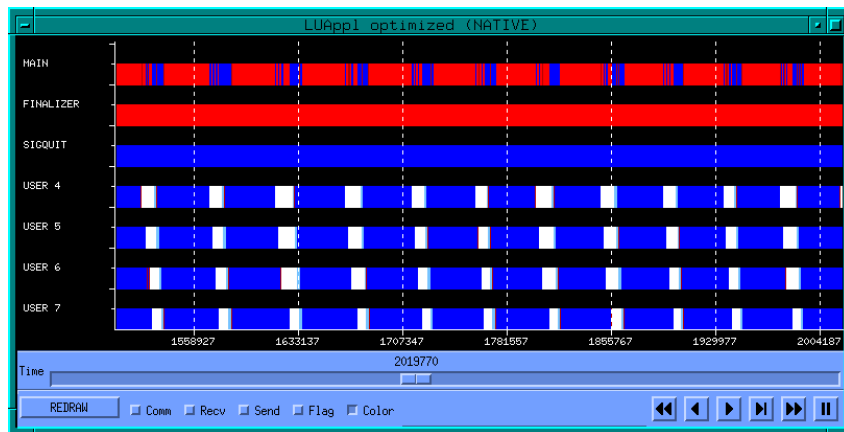 LUAppl optimized (NATIVE)
MAIN
FINALIZER
SIGQUIT
USER 4
USER 5
USER 6
USER 7
1558927 1633137 1707347 1781557 1855767 1929977 2004187
2019770
Time
REDRAW Comm Recv Send Flag Color